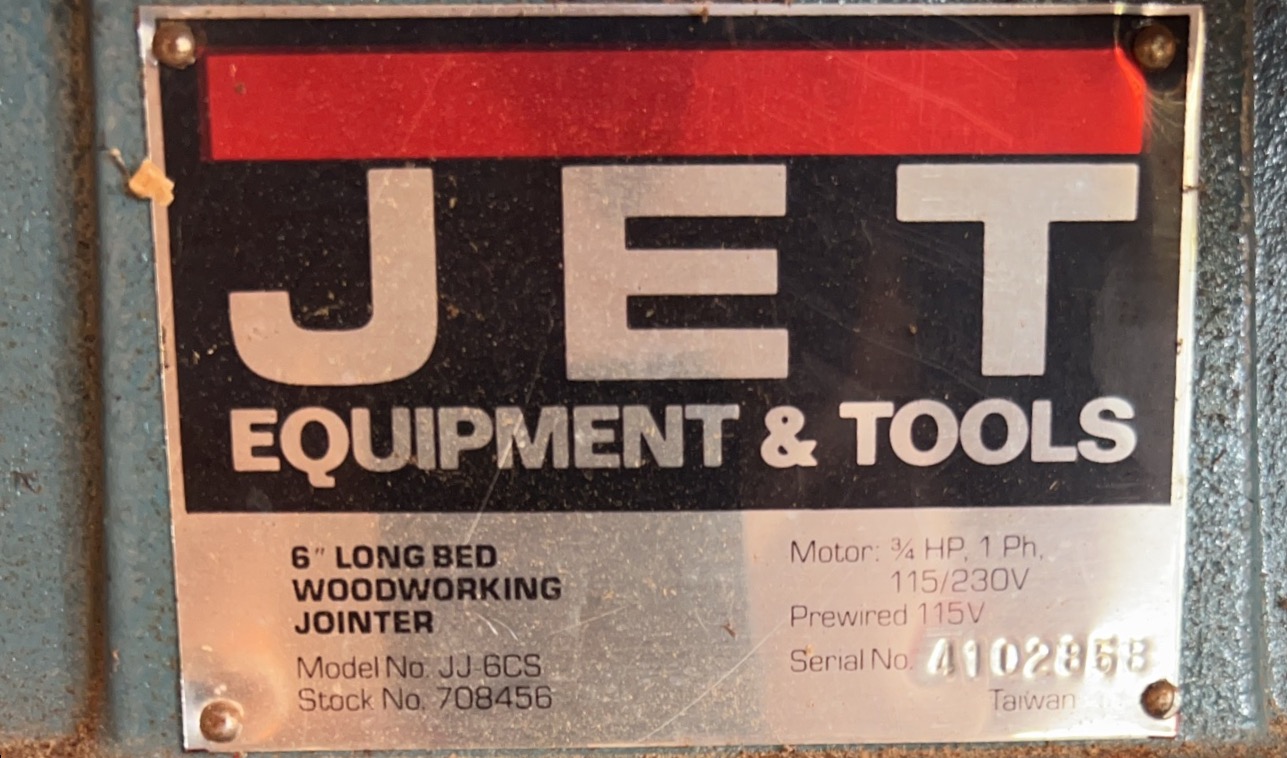 JET
EQUIPMENT & TOOLS
6" LONG BED
WOODWORKING
JOINTER
Model No. JJ-6CS
Stock No. 708456
Motor: ¾ HP, 1 Ph,
115/230V
Prewired 115V
Serial No.
Taiwan